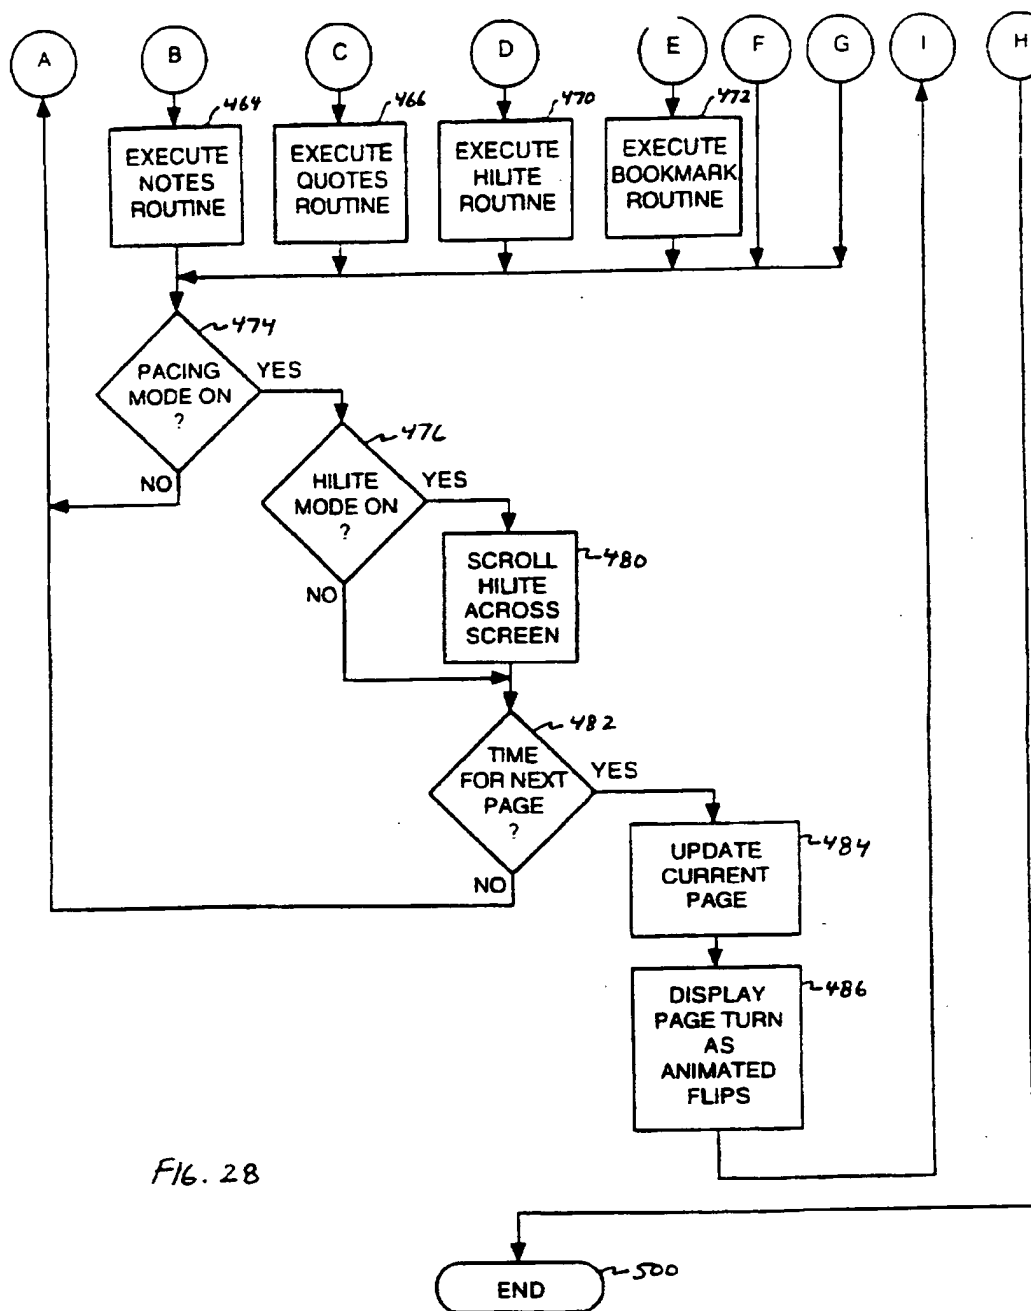 A B C D E F G I H
464 466 470 472
EXECUTE
NOTES
ROUTINE
EXECUTE
QUOTES
ROUTINE
EXECUTE
HILITE
ROUTINE
EXECUTE
BOOKMARK
ROUTINE
474
PACING
MODE ON
?
YES
NO
476
HILITE
MODE ON
?
YES
NO
480
SCROLL
HILITE
ACROSS
SCREEN
482
TIME
FOR NEXT
PAGE
?
YES
NO
484
UPDATE
CURRENT
PAGE
486
DISPLAY
PAGE TURN
AS
ANIMATED
FLIPS
FIG. 28
END
500